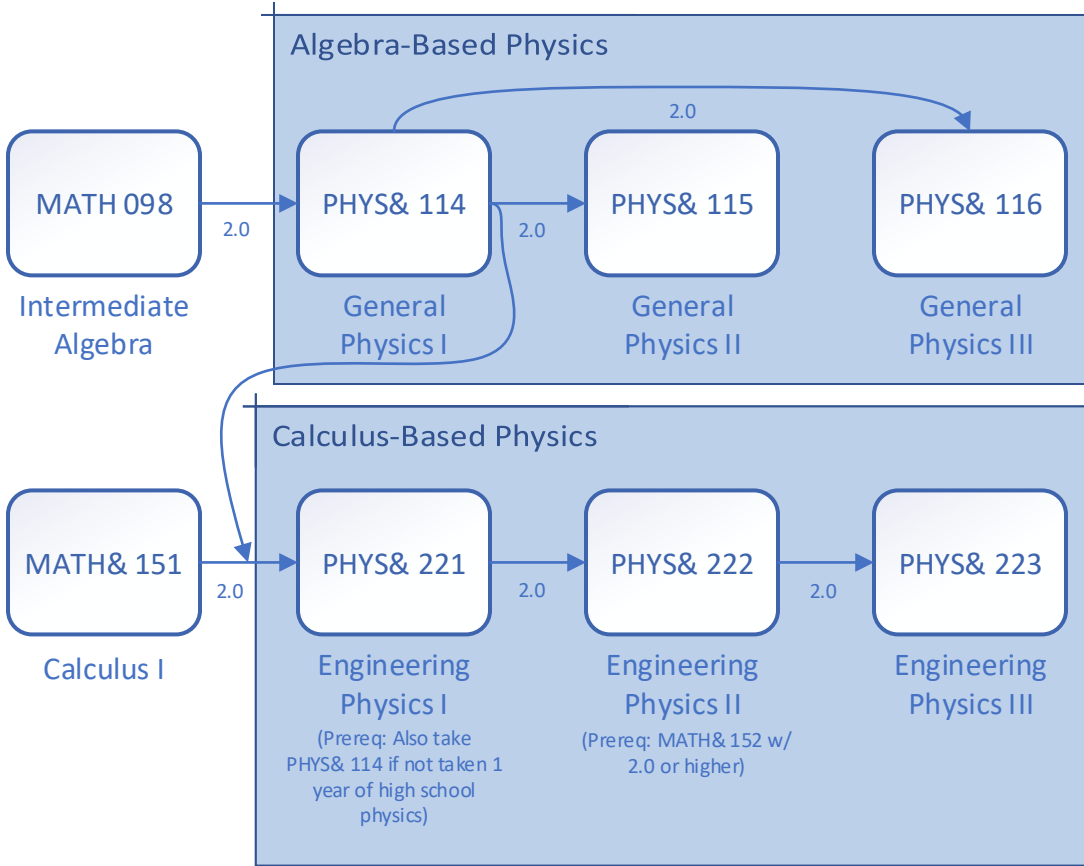 Algebra-Based Physics
2.0
MATH 098
PHYS& 114
PHYS& 115
PHYS& 116
2.0
2.0
Intermediate
Algebra
General
Physics I
General
Physics II
General
Physics III
Calculus-Based Physics
MATH& 151
PHYS& 221
PHYS& 222
PHYS& 223
2.0
2.0
2.0
Calculus I
Engineering
Physics I
(Prereq: Also take
PHYS& 114 if not taken 1
year of high school
physics)
Engineering
Physics II
(Prereq: MATH& 152 w/
2.0 or higher)
Engineering
Physics III